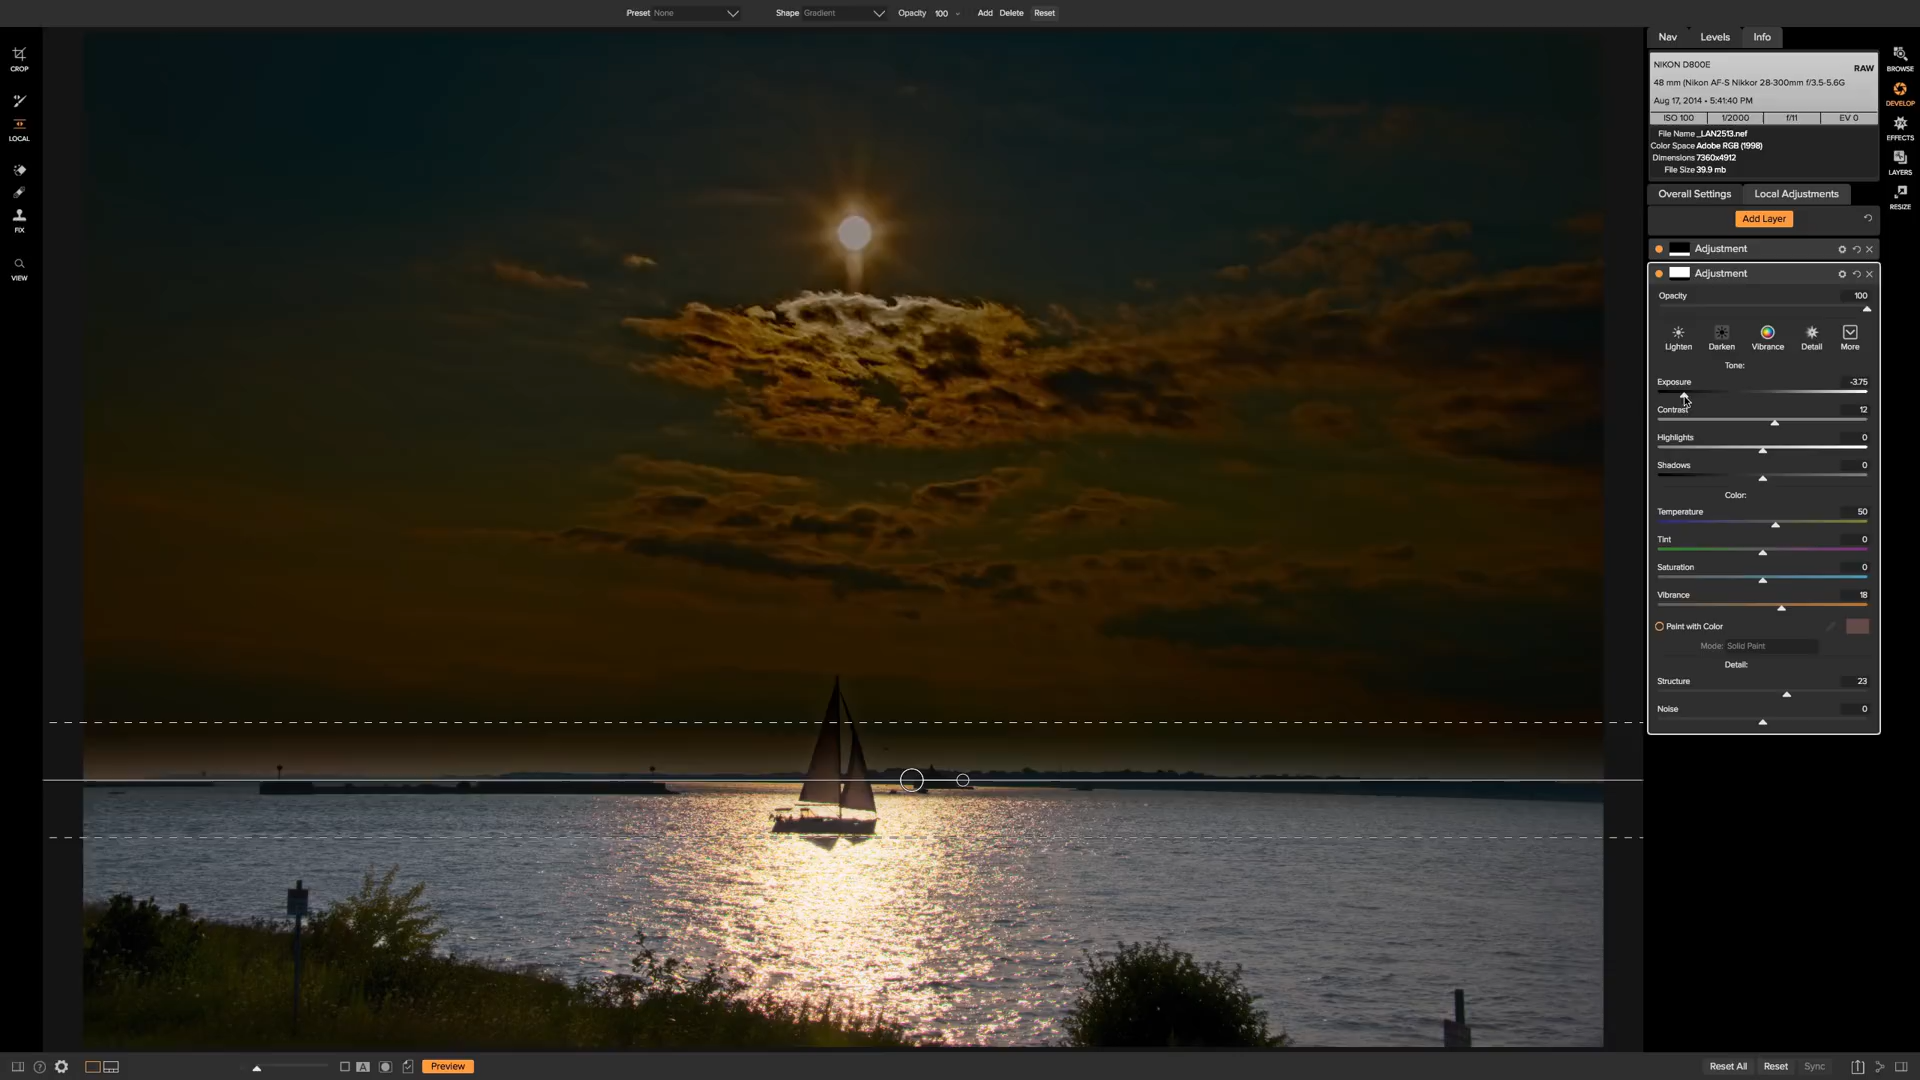 Preset None Shape Gradient Opacity 100 Add Delete Reset
CROP
LOCAL
FIX
VIEW
Nav Levels Info
NIKON D800E RAW
48 mm (Nikon AF-S Nikkor 28-300mm f/3.5-5.6G
Aug 17, 2014 • 5:41:40 PM
ISO 100 1/2000 f/11 EV 0
File Name _LAN2513.nef
Color Space Adobe RGB (1998)
Dimensions 7360x4912
File Size 39.9 mb
Overall Settings Local Adjustments
Add Layer
Adjustment
Adjustment
Opacity 100
Lighten Darken Vibrance Detail More
Tone:
Exposure -3.75
Contrast 12
Highlights 0
Shadows 0
Color:
Temperature 50
Tint 0
Saturation 0
Vibrance 18
Paint with Color
Mode: Solid Paint
Detail:
Structure 23
Noise 0
BROWSE
DEVELOP
EFFECTS
LAYERS
RESIZE
? A Preview
Reset All Reset Sync